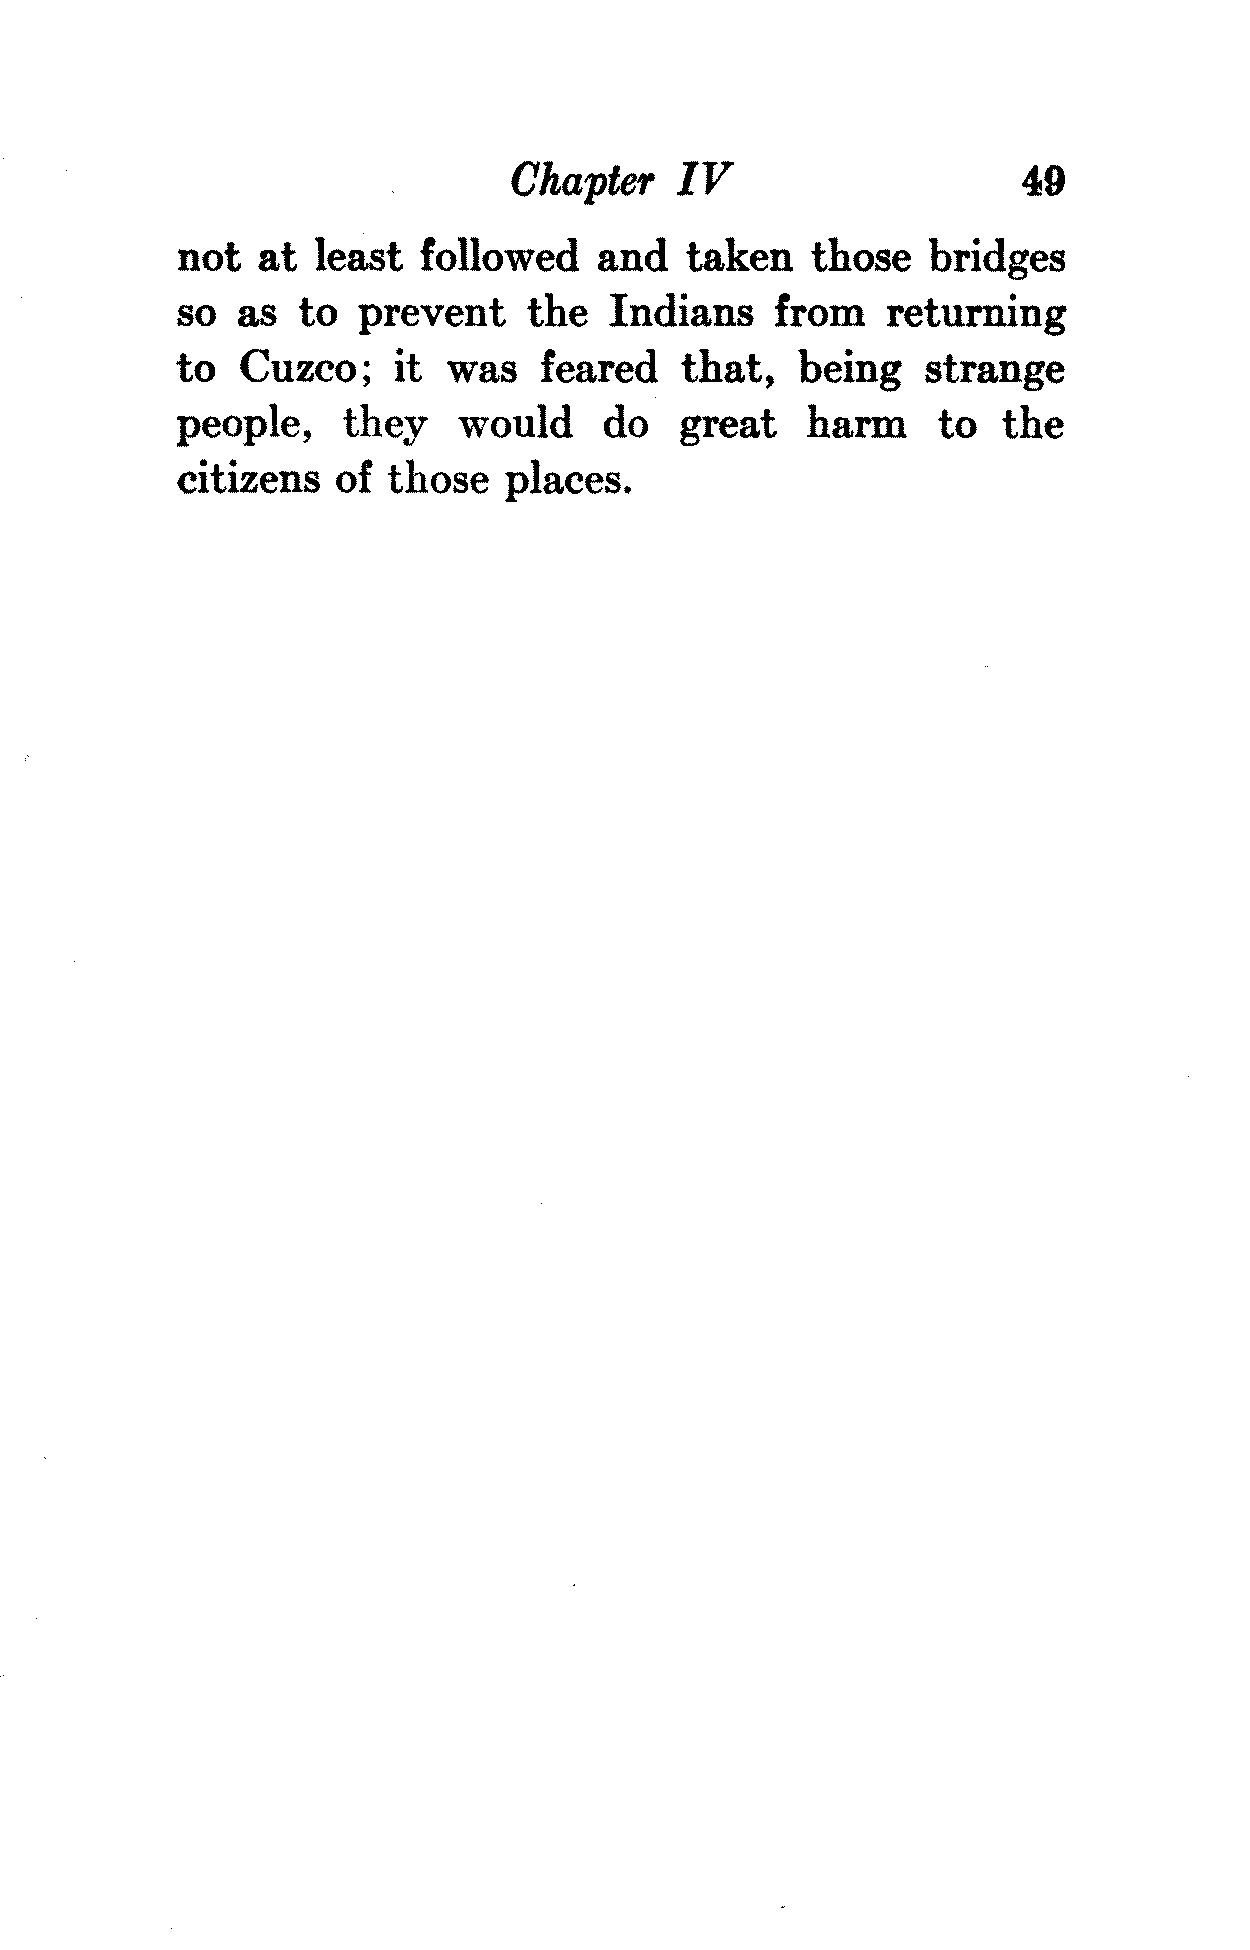 Chapter IV 49
not at least followed and taken those bridges
so as to prevent the Indians from returning
to Cuzco; it was feared that, being strange
people, they would do great harm to the
citizens of those places.